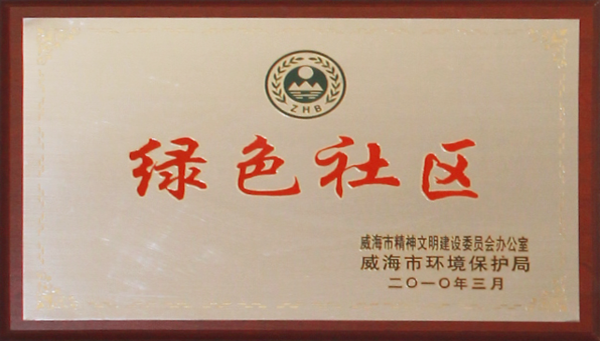 ZHB
绿色社区
威海市精神文明建设委员会办公室
威海市环境保护局
二〇一〇年三月